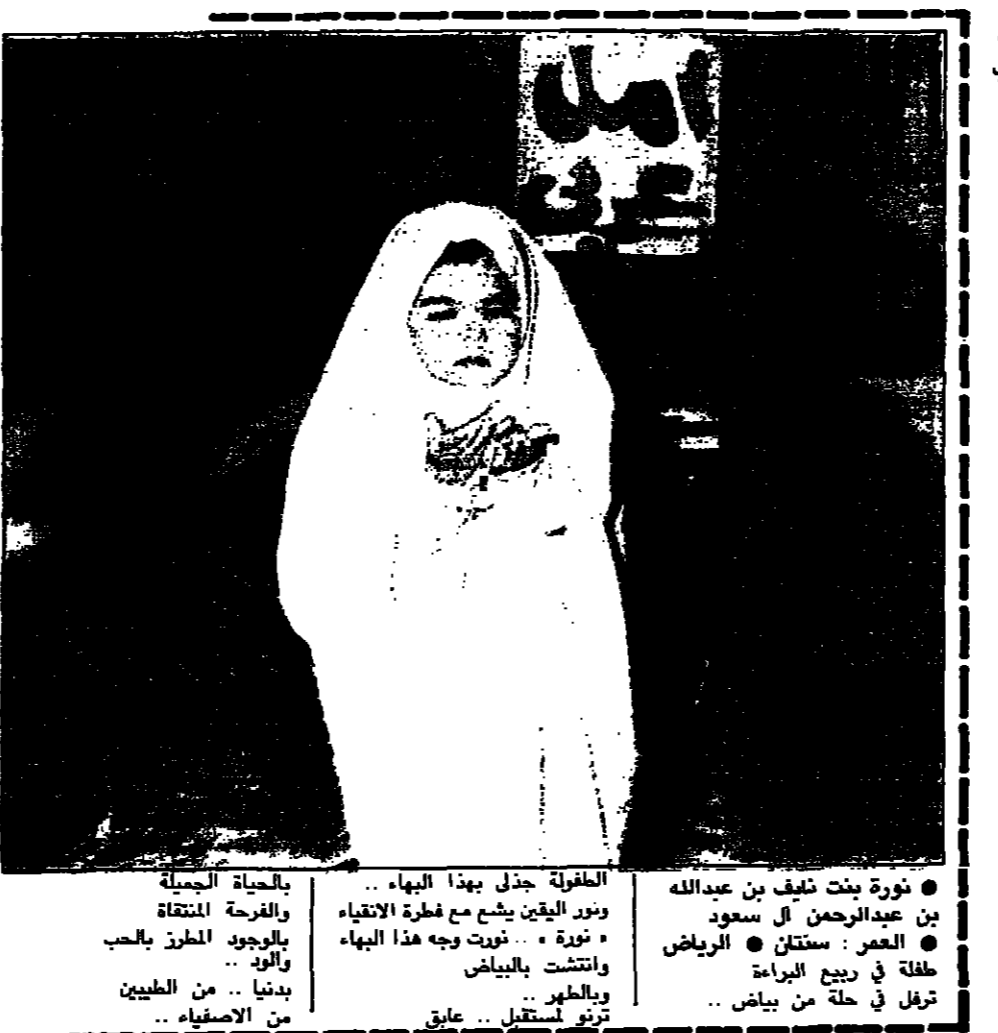 أصل
● نورة بنت نايف بن عبدالله
بن عبدالرحمن آل سعود
● العمر : سنتان ● الرياض
طفلة في ربيع البراءة
ترفل في حلة من بياض ..
الطفولة جذلى بهذا البهاء ..
ونور اليقين يشع مع فطرة الانقياء
« نورة » .. نورت وجه هذا البهاء
وانتشت بالبياض
وبالطهر ..
ترنو لمستقبل .. عابق
بالحياة الجميلة
والفرحة المنتقاة
بالوجود المطرز بالحب
والود ..
بدنيا .. من الطيبين
من الاصفياء ..